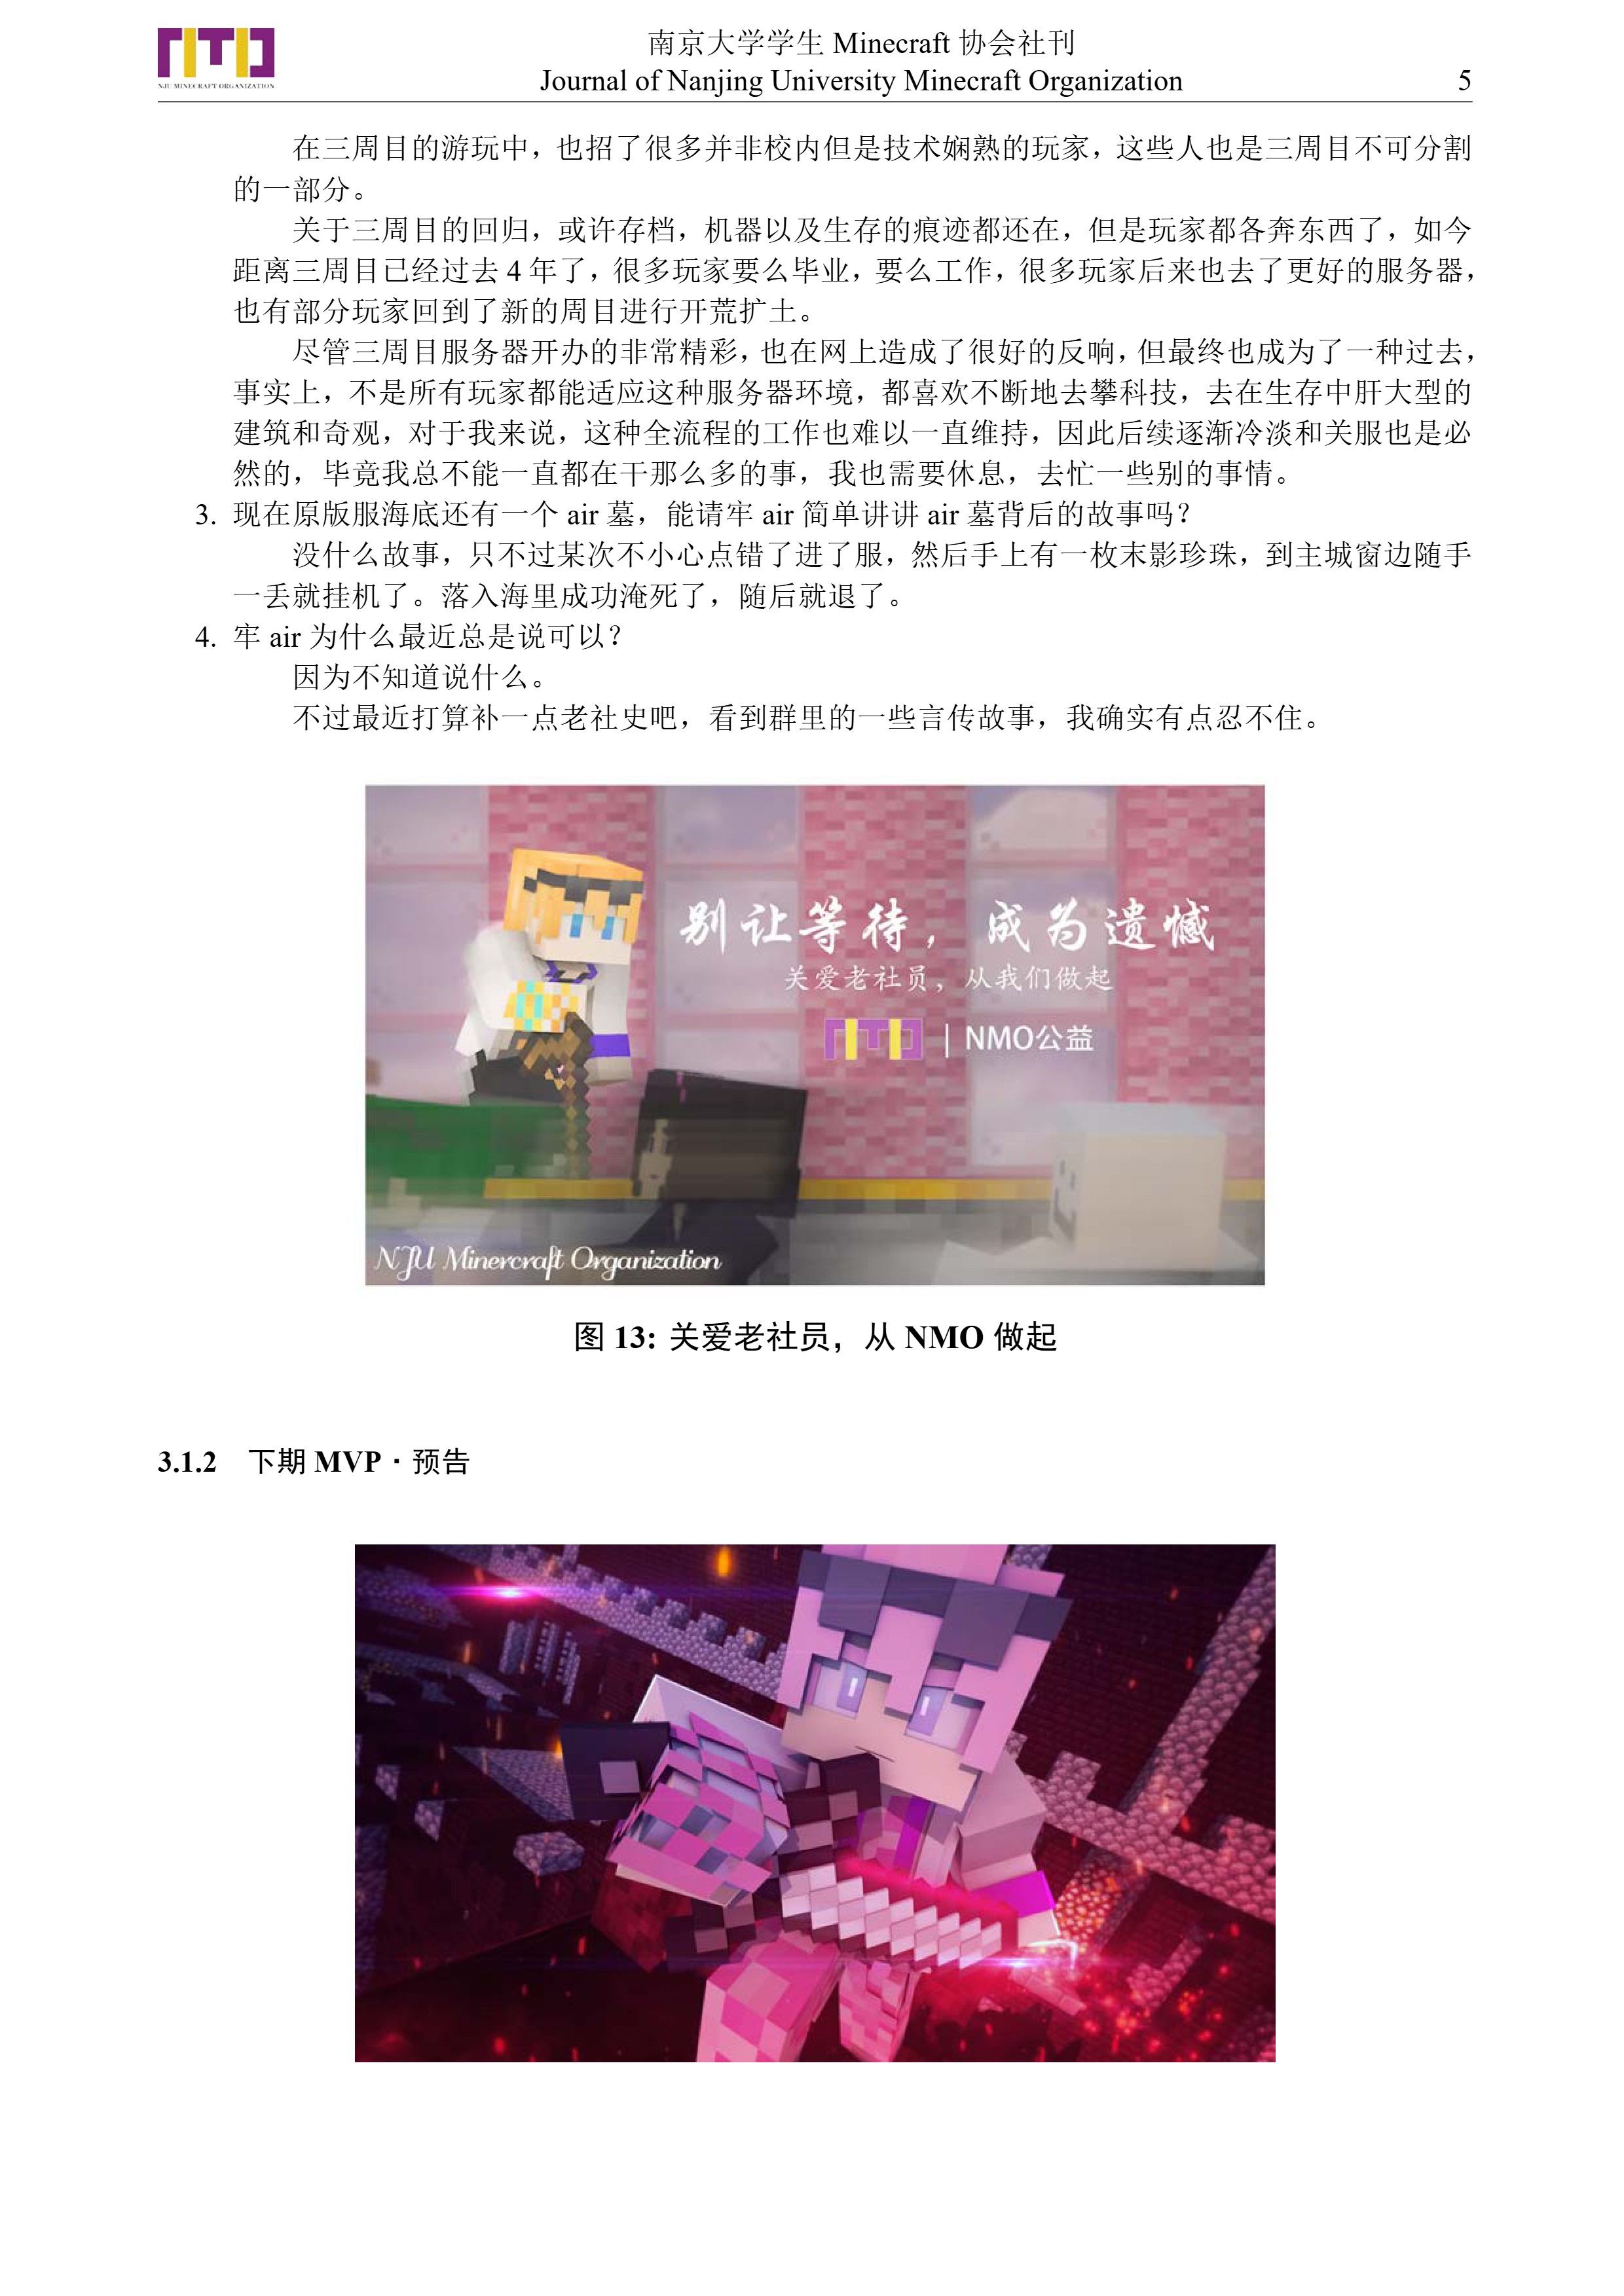 NJU MINECRAFT ORGANIZATION
南京大学学生 Minecraft 协会社刊
Journal of Nanjing University Minecraft Organization
5
在三周目的游玩中，也招了很多并非校内但是技术娴熟的玩家，这些人也是三周目不可分割
的一部分。
关于三周目的回归，或许存档，机器以及生存的痕迹都还在，但是玩家都各奔东西了，如今
距离三周目已经过去 4 年了，很多玩家要么毕业，要么工作，很多玩家后来也去了更好的服务器，
也有部分玩家回到了新的周目进行开荒扩土。
尽管三周目服务器开办的非常精彩，也在网上造成了很好的反响，但最终也成为了一种过去，
事实上，不是所有玩家都能适应这种服务器环境，都喜欢不断地去攀科技，去在生存中肝大型的
建筑和奇观，对于我来说，这种全流程的工作也难以一直维持，因此后续逐渐冷淡和关服也是必
然的，毕竟我总不能一直都在干那么多的事，我也需要休息，去忙一些别的事情。
3. 现在原版服海底还有一个 air 墓，能请牢 air 简单讲讲 air 墓背后的故事吗？
没什么故事，只不过某次不小心点错了进了服，然后手上有一枚末影珍珠，到主城窗边随手
一丢就挂机了。落入海里成功淹死了，随后就退了。
4. 牢 air 为什么最近总是说可以？
因为不知道说什么。
不过最近打算补一点老社史吧，看到群里的一些言传故事，我确实有点忍不住。
别让等待，成为遗憾
关爱老社员，从我们做起
NMO | NMO公益
NJU Minercraft Organization
图 13: 关爱老社员，从 NMO 做起
3.1.2 下期 MVP · 预告